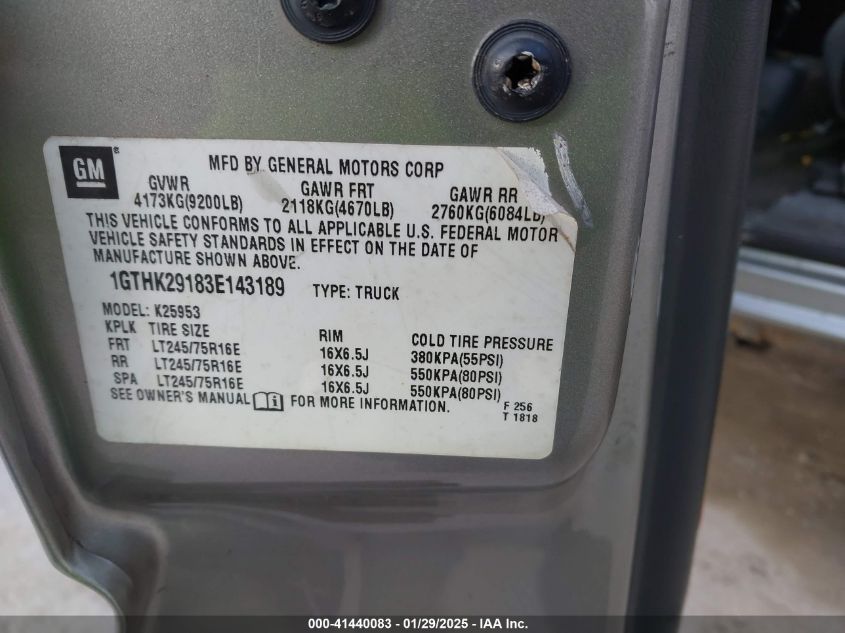 GM ®
MFD BY GENERAL MOTORS CORP
GVWR GAWR FRT GAWR RR
4173KG(9200LB) 2118KG(4670LB) 2760KG(6084LB)
THIS VEHICLE CONFORMS TO ALL APPLICABLE U.S. FEDERAL MOTOR
VEHICLE SAFETY STANDARDS IN EFFECT ON THE DATE OF
MANUFACTURE SHOWN ABOVE.
1GTHK29183E143189 TYPE: TRUCK
MODEL: K25953
KPLK TIRE SIZE RIM COLD TIRE PRESSURE
FRT LT245/75R16E 16X6.5J 380KPA(55PSI)
RR LT245/75R16E 16X6.5J 550KPA(80PSI)
SPA LT245/75R16E 16X6.5J 550KPA(80PSI)
SEE OWNER'S MANUAL FOR MORE INFORMATION.
F 256
T 1818
000-41440083 - 01/29/2025 - IAA Inc.